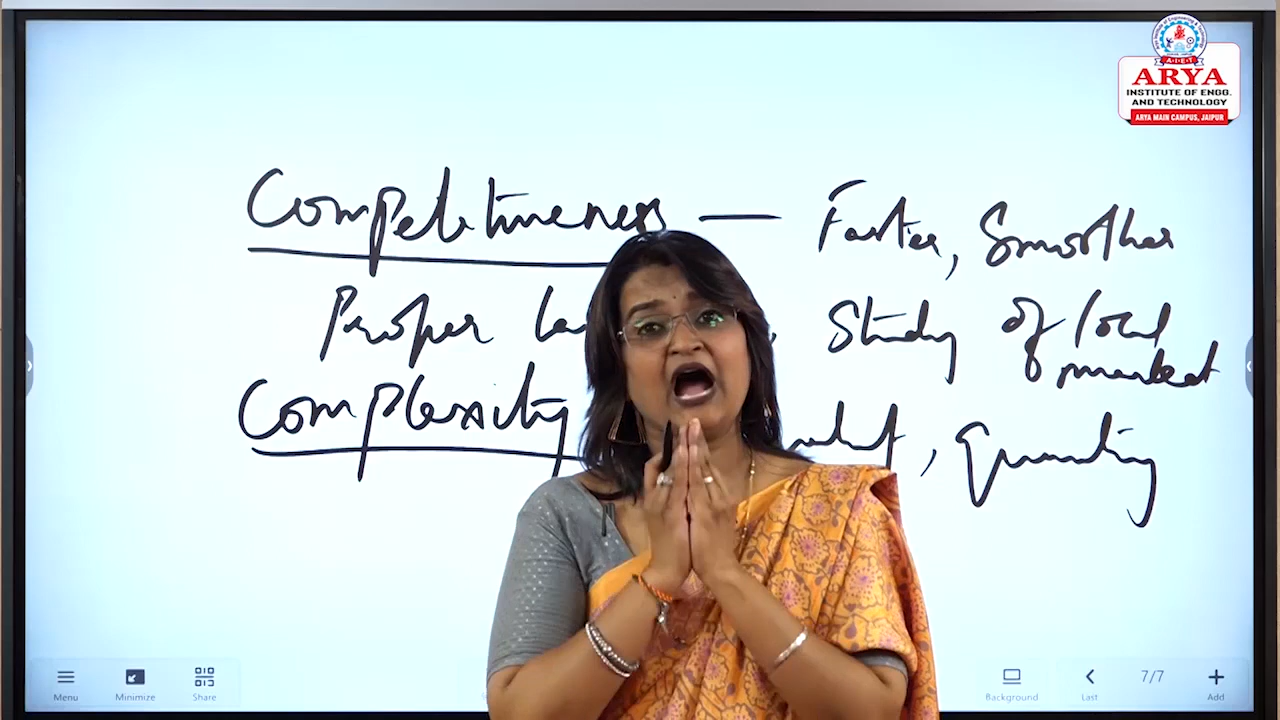 ARYA
INSTITUTE OF ENGG.
AND TECHNOLOGY
ARYA MAIN CAMPUS, JAIPUR
A·I·E·T
Competitiveness — Faster, Smoother
Proper la , Study of local
market
Complexity , Quantity
Menu
Minimize
Share
Background
Last
7/7
Add